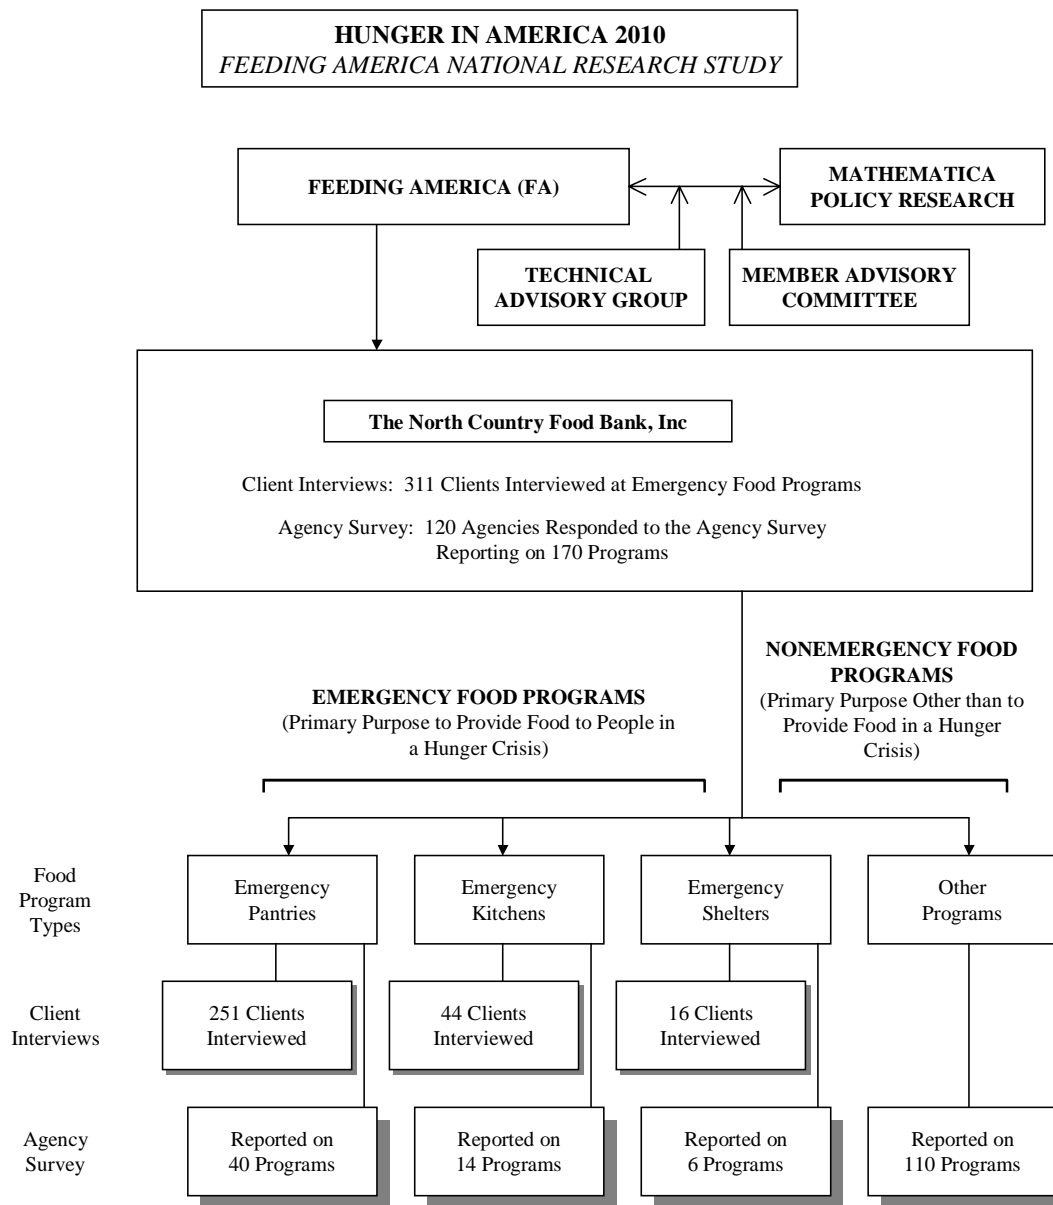 HUNGER IN AMERICA 2010
FEEDING AMERICA NATIONAL RESEARCH STUDY
FEEDING AMERICA (FA)
MATHEMATICA
POLICY RESEARCH
TECHNICAL
ADVISORY GROUP
MEMBER ADVISORY
COMMITTEE
The North Country Food Bank, Inc
Client Interviews: 311 Clients Interviewed at Emergency Food Programs
Agency Survey: 120 Agencies Responded to the Agency Survey
Reporting on 170 Programs
EMERGENCY FOOD PROGRAMS
(Primary Purpose to Provide Food to People in
a Hunger Crisis)
NONEMERGENCY FOOD
PROGRAMS
(Primary Purpose Other than to
Provide Food in a Hunger
Crisis)
Food
Program
Types
Emergency
Pantries
Emergency
Kitchens
Emergency
Shelters
Other
Programs
Client
Interviews
251 Clients
Interviewed
44 Clients
Interviewed
16 Clients
Interviewed
Agency
Survey
Reported on
40 Programs
Reported on
14 Programs
Reported on
6 Programs
Reported on
110 Programs